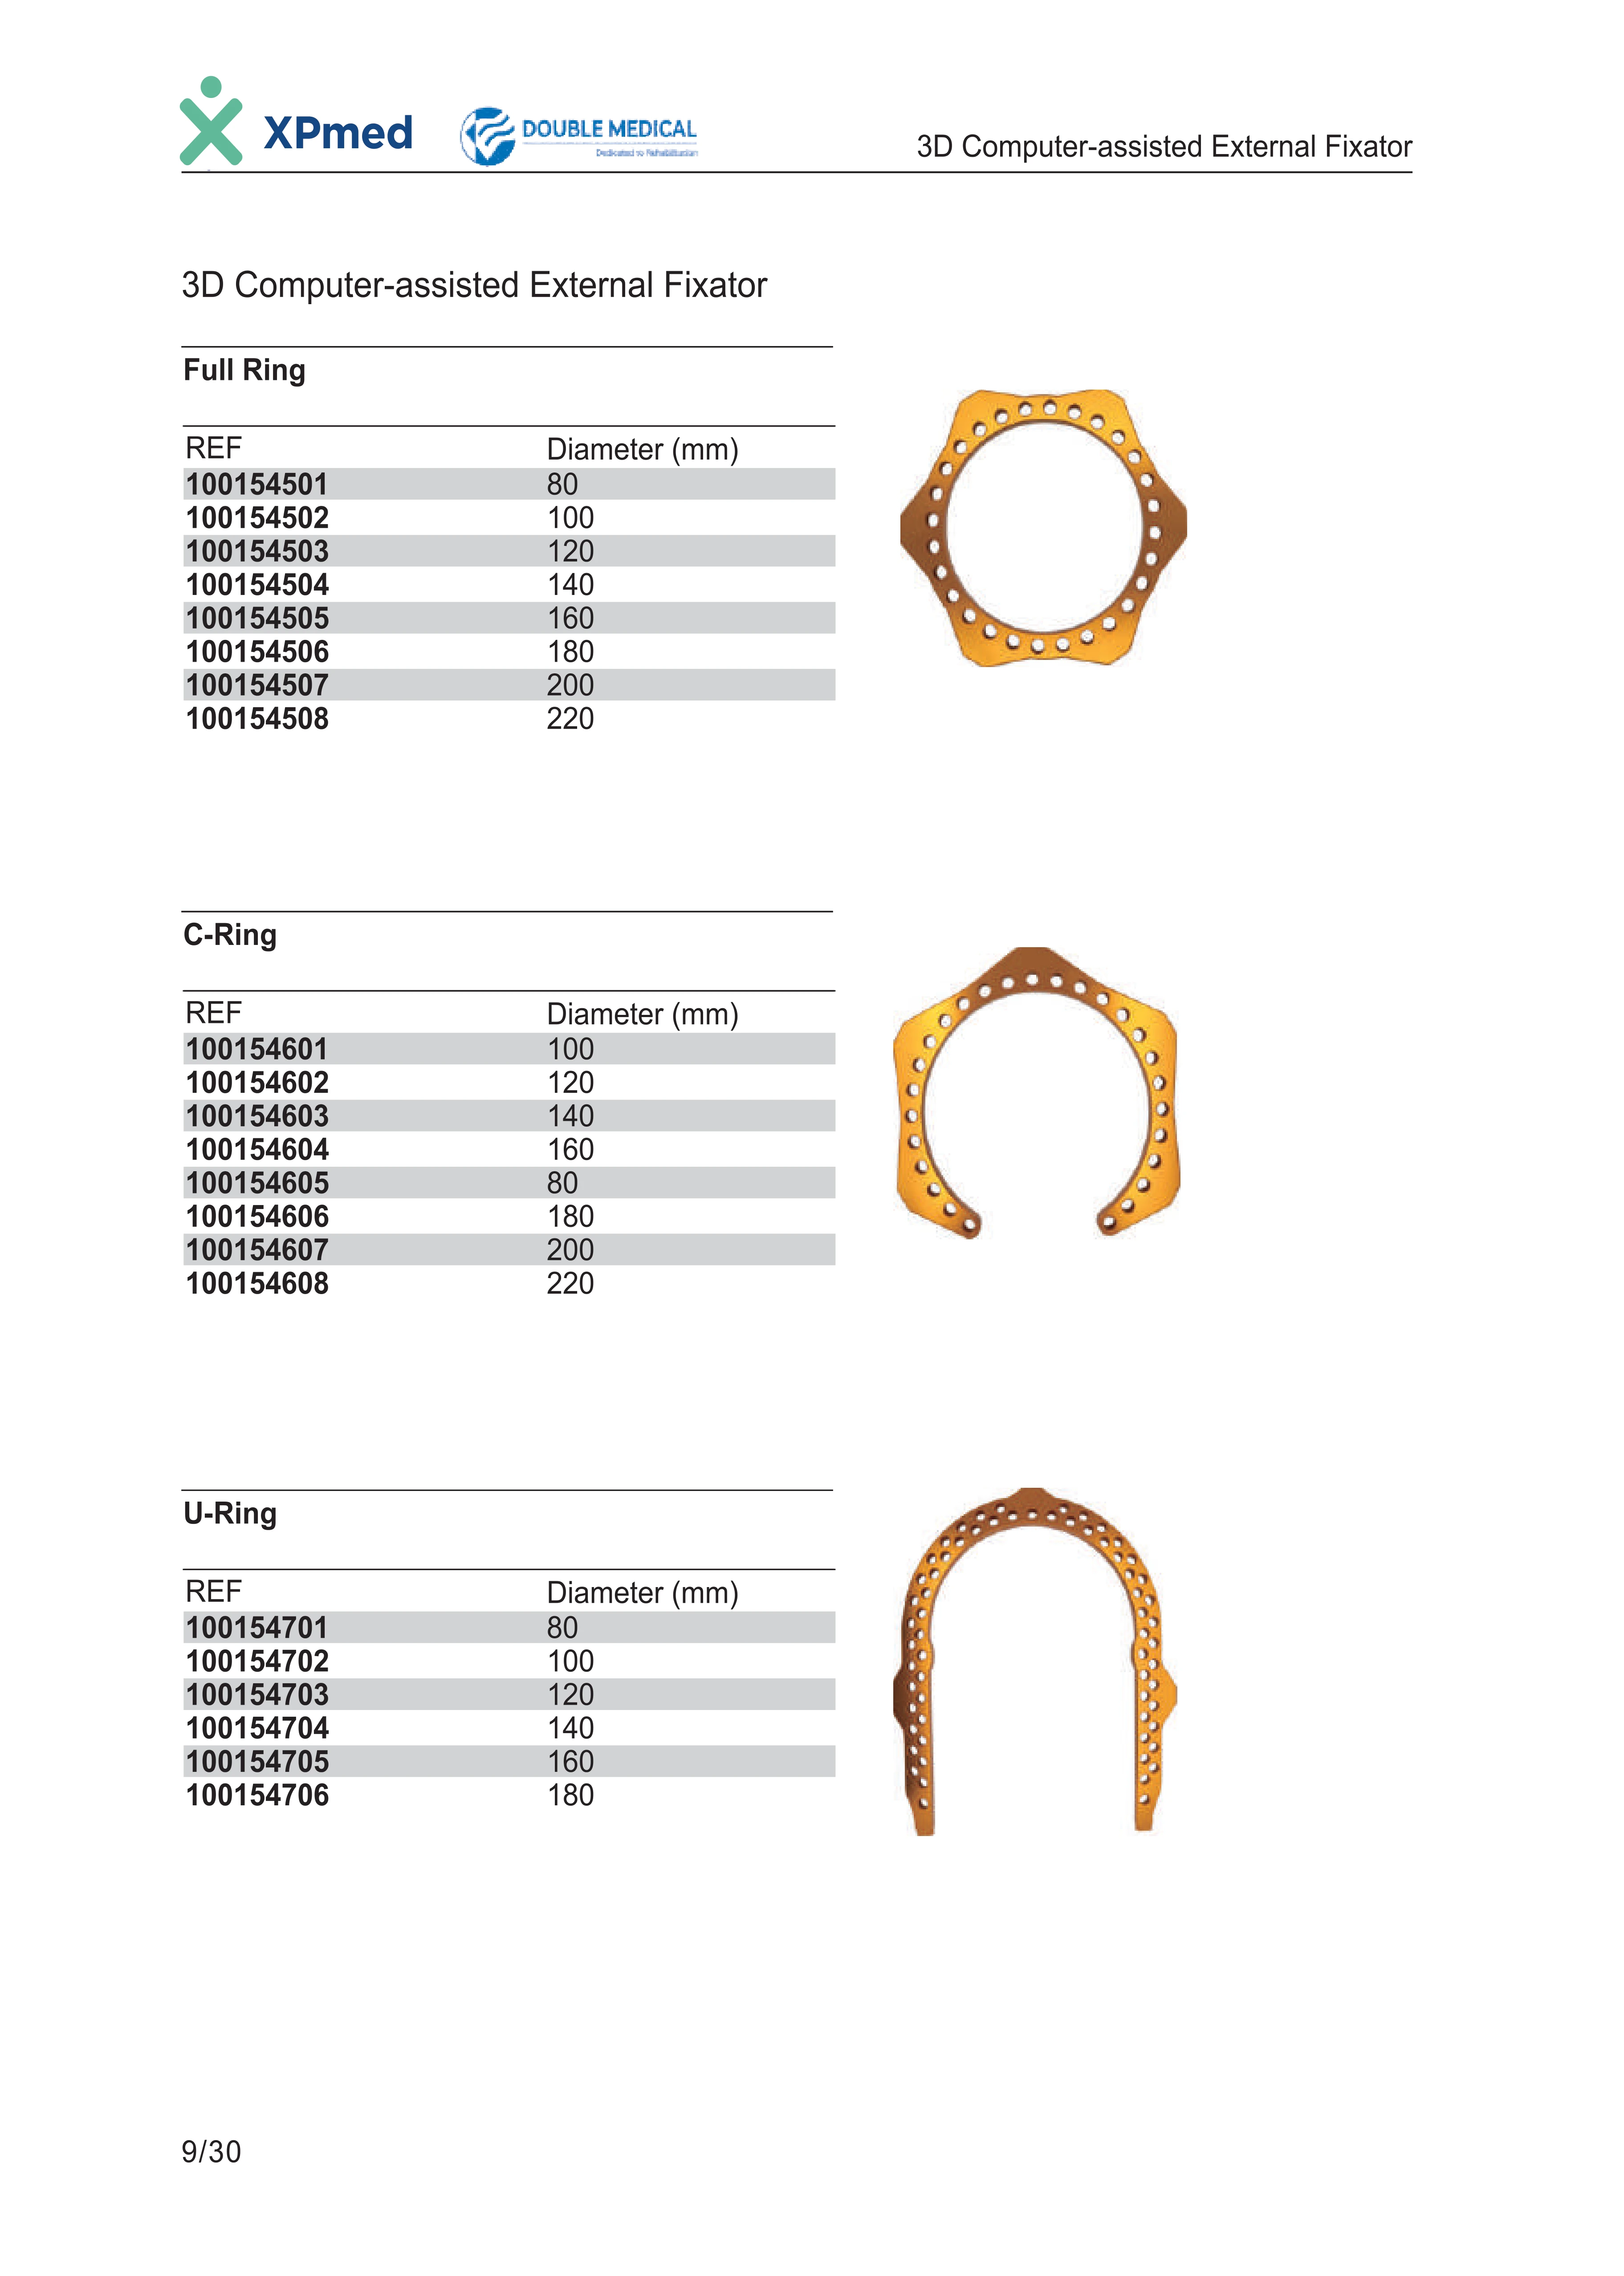 XPmed
DOUBLE MEDICAL
Dedicated to Rehabilitation
3D Computer-assisted External Fixator
3D Computer-assisted External Fixator
Full Ring
REF Diameter (mm)
100154501 80
100154502 100
100154503 120
100154504 140
100154505 160
100154506 180
100154507 200
100154508 220
C-Ring
REF Diameter (mm)
100154601 100
100154602 120
100154603 140
100154604 160
100154605 80
100154606 180
100154607 200
100154608 220
U-Ring
REF Diameter (mm)
100154701 80
100154702 100
100154703 120
100154704 140
100154705 160
100154706 180
9/30